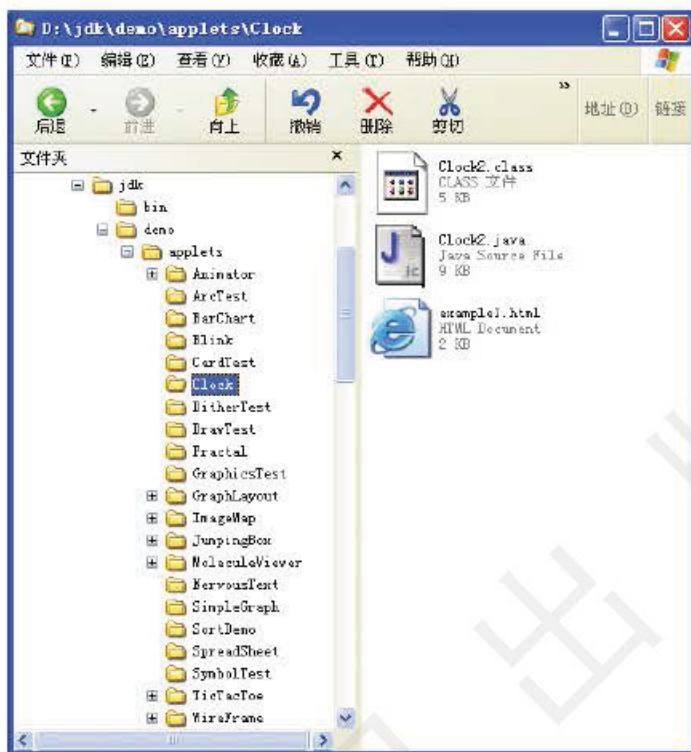 D:\jdk\demo\applets\Clock
文件(F) 编辑(E) 查看(V) 收藏(A) 工具(T) 帮助(H)
后退 前进 向上 撤销 删除 剪切 » 地址(D) 链接
文件夹 ×
jdk
bin
demo
applets
Animator
ArcTest
BarChart
Blink
CardTest
Clock
DitherTest
DrawTest
Fractal
GraphicsTest
GraphLayout
ImageMap
JumpingBox
MoleculeViewer
NervousText
SimpleGraph
SortDemo
SpreadSheet
SymbolTest
TicTacToe
WireFrame
Clock2.class
CLASS 文件
5 KB
Clock2.java
Java Source File
9 KB
example1.html
HTML Document
2 KB
出